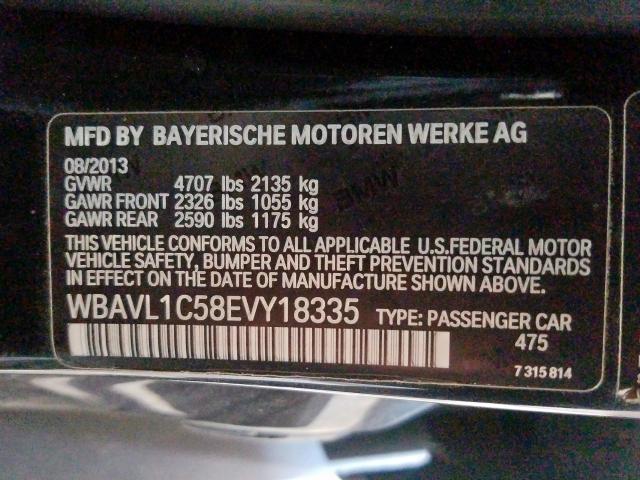 MFD BY BAYERISCHE MOTOREN WERKE AG
08/2013
GVWR 4707 lbs 2135 kg
GAWR FRONT 2326 lbs 1055 kg
GAWR REAR 2590 lbs 1175 kg
THIS VEHICLE CONFORMS TO ALL APPLICABLE U.S.FEDERAL MOTOR
VEHICLE SAFETY, BUMPER AND THEFT PREVENTION STANDARDS
IN EFFECT ON THE DATE OF MANUFACTURE SHOWN ABOVE.
WBAVL1C58EVY18335 TYPE: PASSENGER CAR
475
7 315 814
BMW